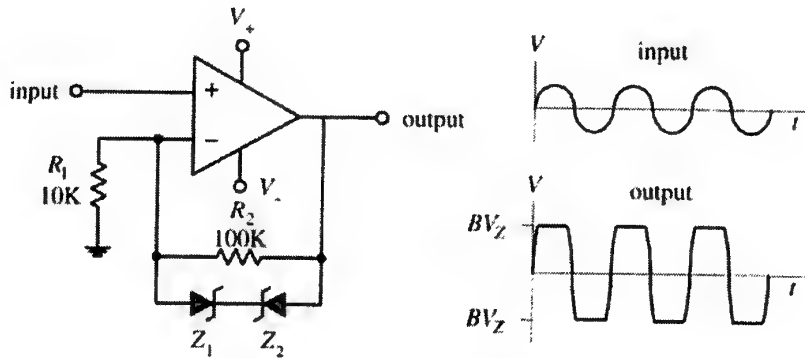 V+
input
+
−
output
R1
10K
V-
R2
100K
Z1
Z2
V
input
t
V
output
BVZ
t
BVZ